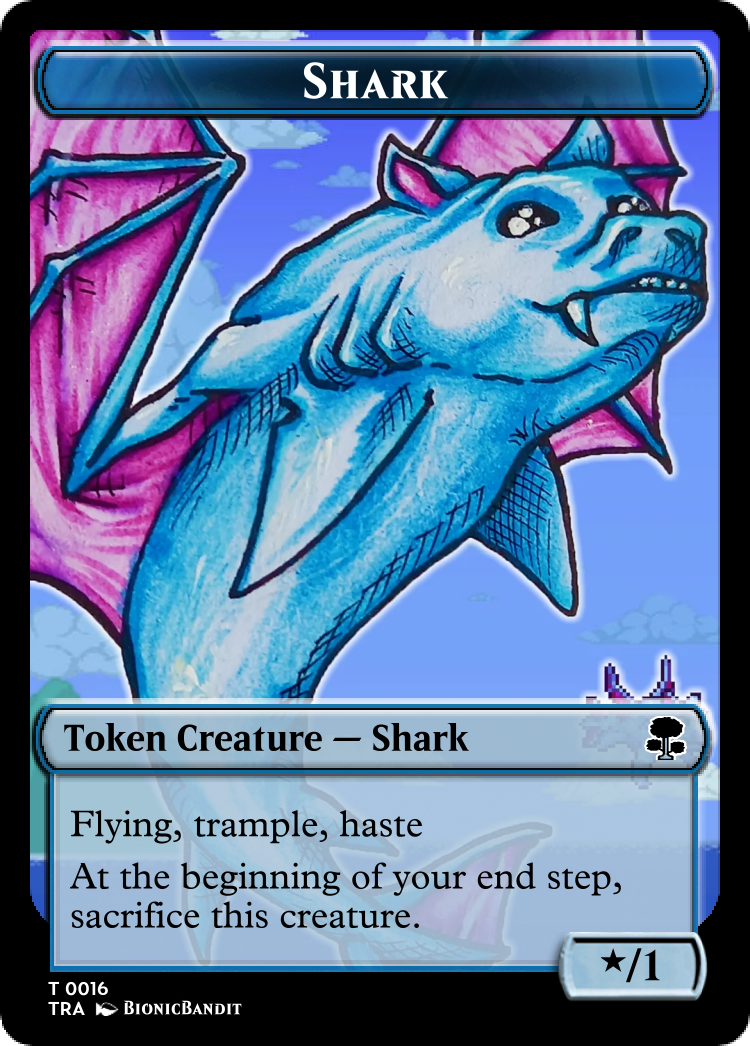 Shark
Token Creature — Shark
Flying, trample, haste
At the beginning of your end step,
sacrifice this creature.
★/1
T 0016
TRA BionicBandit